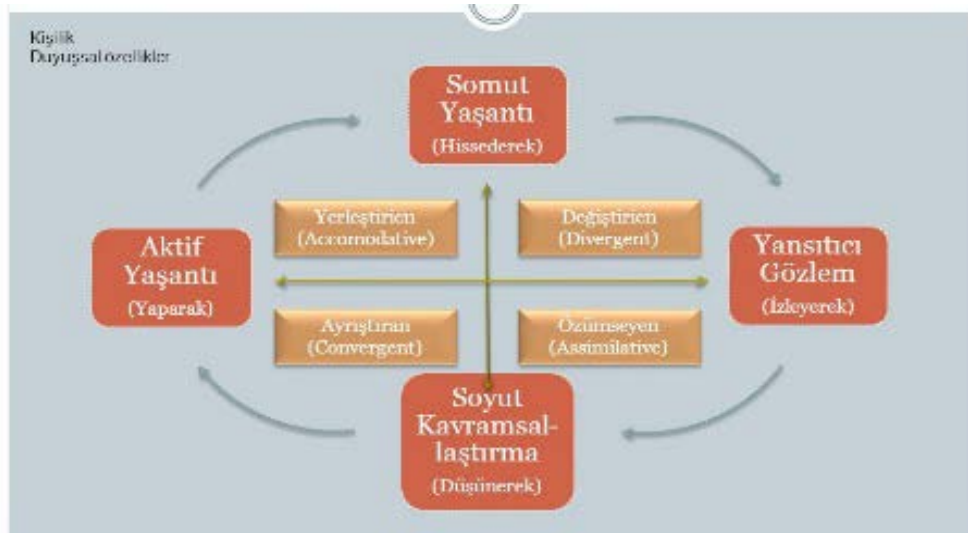 Kişilik
Duyuşsal özellikler
Somut
Yaşantı
(Hissederek)
Yerleştiren
(Accomodative)
Değiştiren
(Divergent)
Aktif
Yaşantı
(Yaparak)
Yansıtıcı
Gözlem
(İzleyerek)
Ayrıştıran
(Convergent)
Özümseyen
(Assimilative)
Soyut
Kavramsal-
laştırma
(Düşünerek)